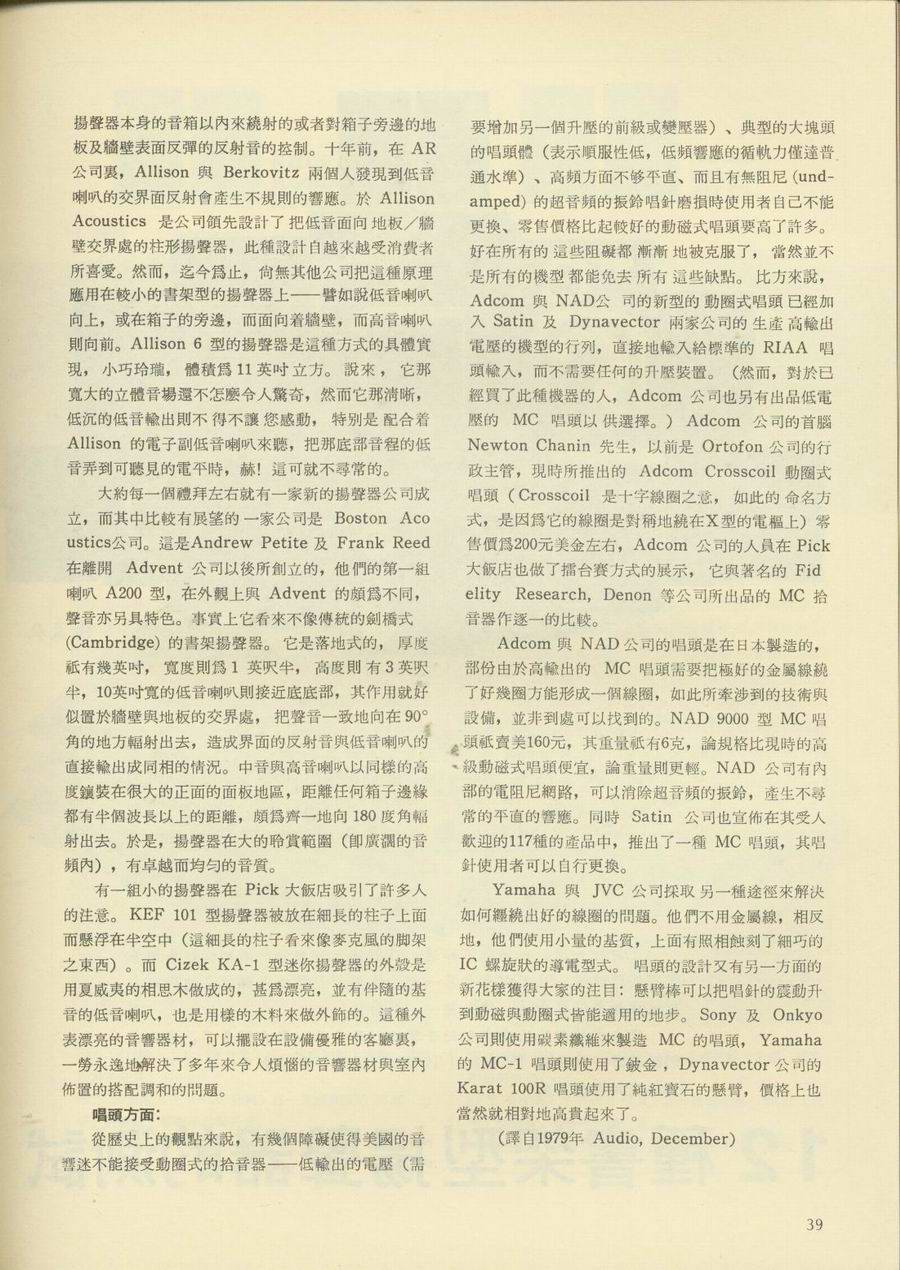 揚聲器本身的音箱以內來繞射的或者對箱子旁邊的地
板及牆壁表面反彈的反射音的控制。十年前，在 AR
公司裏，Allison 與 Berkovitz 兩個人發現到低音
喇叭的交界面反射會產生不規則的響應。於 Allison
Acoustics 是公司領先設計了把低音面向地板／牆
壁交界處的柱形揚聲器，此種設計自越來越受消費者
所喜愛。然而，迄今爲止，尙無其他公司把這種原理
應用在較小的書架型的揚聲器上——譬如說低音喇叭
向上，或在箱子的旁邊，而面向着牆壁，而高音喇叭
則向前。Allison 6 型的揚聲器是這種方式的具體實
現，小巧玲瓏，體積爲11英吋立方。說來，它那
寬大的立體音場還不怎麼令人驚奇，然而它那清晰，
低沉的低音輸出則不得不讓您感動，特别是配合着
Allison 的電子副低音喇叭來聽，把那底部音程的低
音弄到可聽見的電平時，赫！這可就不尋常的。
大約每一個禮拜左右就有一家新的揚聲器公司成
立，而其中比較有展望的一家公司是 Boston Aco
ustics公司。這是Andrew Petite 及 Frank Reed
在離開 Advent 公司以後所創立的，他們的第一組
喇叭 A200 型，在外觀上與 Advent 的頗爲不同，
聲音亦另具特色。事實上它看來不像傳統的劍橋式
(Cambridge) 的書架揚聲器。它是落地式的，厚度
祇有幾英吋，寬度則爲1英呎半，高度則有3英呎
半，10英吋寬的低音喇叭則接近底底部，其作用就好
似置於牆壁與地板的交界處，把聲音一致地向在90°
角的地方輻射出去，造成界面的反射音與低音喇叭的
直接輸出成同相的情況。中音與高音喇叭以同樣的高
度鑲裝在很大的正面的面板地區，距離任何箱子邊緣
都有半個波長以上的距離，頗爲齊一地向180度角輻
射出去。於是，揚聲器在大的聆賞範圍（卽廣濶的音
頻內），有卓越而均勻的音質。
有一組小的揚聲器在 Pick 大飯店吸引了許多人
的注意。KEF 101 型揚聲器被放在細長的柱子上面
而懸浮在半空中（這細長的柱子看來像麥克風的脚架
之東西）。而 Cizek KA-1 型迷你揚聲器的外殼是
用夏威夷的相思木做成的，甚爲漂亮，並有伴隨的基
音的低音喇叭，也是用樣的木料來做外飾的。這種外
表漂亮的音響器材，可以擺設在設備優雅的客廳裏，
一勞永逸地解決了多年來令人煩惱的音響器材與室內
佈置的搭配調和的問題。
唱頭方面：
從歷史上的觀點來說，有幾個障礙使得美國的音
響迷不能接受動圈式的拾音器——低輸出的電壓（需
要增加另一個升壓的前級或變壓器）、典型的大塊頭
的唱頭體（表示順服性低，低頻響應的循軌力僅達普
通水準）、高頻方面不够平直、而且有無阻尼 (und-
amped) 的超音頻的振鈴唱針磨損時使用者自己不能
更換、零售價格比起較好的動磁式唱頭要高了許多。
好在所有的這些阻礙都漸漸地被克服了，當然並不
是所有的機型都能免去所有這些缺點。比方來說，
Adcom 與 NAD公 司的新型的動圈式唱頭已經加
入 Satin 及 Dynavector 兩家公司的生產高輸出
電壓的機型的行列，直接地輸入給標準的 RIAA 唱
頭輸入，而不需要任何的升壓裝置。（然而，對於已
經買了此種機器的人，Adcom 公司也另有出品低電
壓的 MC 唱頭以供選擇。）Adcom 公司的首腦
Newton Chanin 先生，以前是 Ortofon 公司的行
政主管，現時所推出的 Adcom Crosscoil 動圈式
唱頭（Crosscoil 是十字線圈之意，如此的命名方
式，是因爲它的線圈是對稱地繞在X型的電樞上）零
售價爲200元美金左右，Adcom 公司的人員在 Pick
大飯店也做了擂台賽方式的展示，它與著名的 Fid
elity Research, Denon 等公司所出品的 MC 拾
音器作逐一的比較。
Adcom 與 NAD公司的唱頭是在日本製造的，
部份由於高輸出的 MC 唱頭需要把極好的金屬線繞
了好幾圈方能形成一個線圈，如此所牽涉到的技術與
設備，並非到處可以找到的。NAD 9000 型 MC 唱
頭祇賣美160元，其重量祇有6克，論規格比現時的高
級動磁式唱頭便宜，論重量則更輕。NAD 公司有內
部的電阻尼網路，可以消除超音頻的振鈴，產生不尋
常的平直的響應。同時 Satin 公司也宣佈在其受人
歡迎的117種的產品中，推出了一種 MC 唱頭，其唱
針使用者可以自行更換。
Yamaha 與 JVC 公司採取另一種途徑來解決
如何纒繞出好的線圈的問題。他們不用金屬線，相反
地，他們使用小量的基質，上面有照相蝕刻了細巧的
IC 螺旋狀的導電型式。唱頭的設計又有另一方面的
新花樣獲得大家的注目：懸臂棒可以把唱針的震動升
到動磁與動圈式皆能適用的地步。Sony 及 Onkyo
公司則使用碳素纖維來製造 MC 的唱頭，Yamaha
的 MC-1 唱頭則使用了鈹金，Dynavector公司的
Karat 100R 唱頭使用了純紅寶石的懸臂，價格上也
當然就相對地高貴起來了。
(譯自1979年 Audio, December)
39